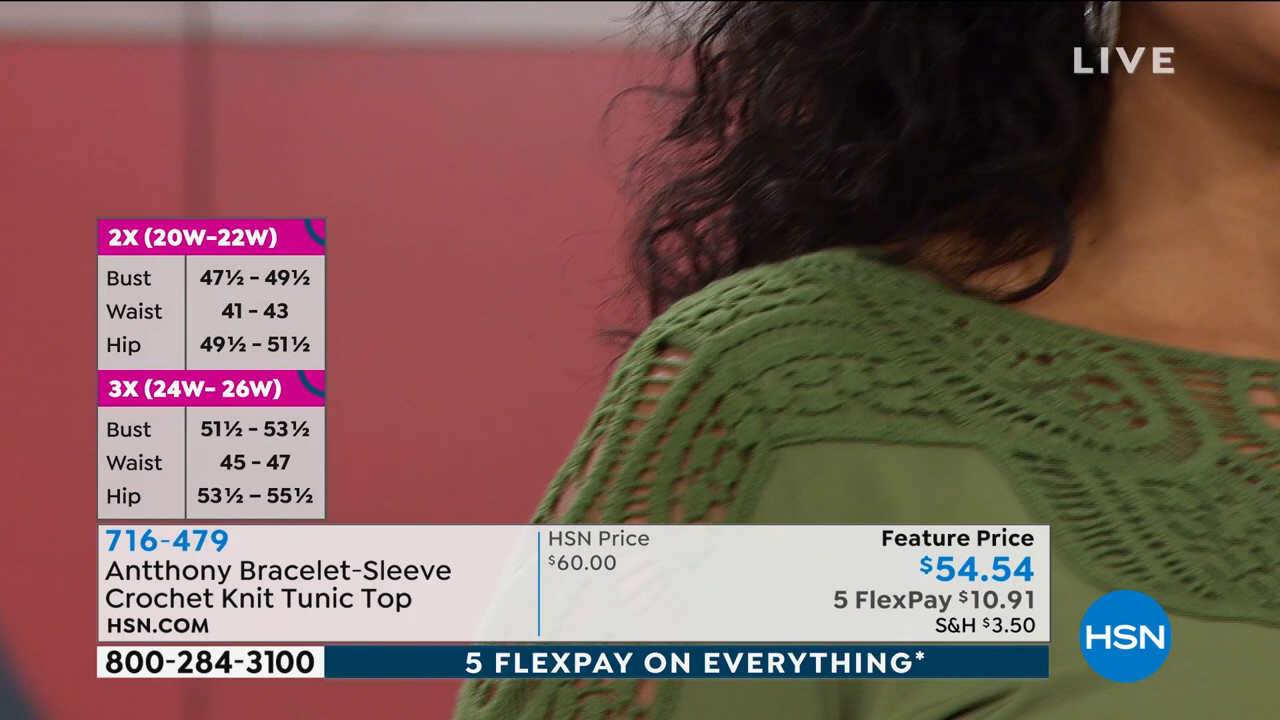 LIVE
2X (20W-22W)
Bust 47½ - 49½
Waist 41 - 43
Hip 49½ - 51½
3X (24W- 26W)
Bust 51½ - 53½
Waist 45 - 47
Hip 53½ - 55½
716-479
Antthony Bracelet-Sleeve
Crochet Knit Tunic Top
HSN.COM
HSN Price
$60.00
Feature Price
$54.54
5 FlexPay $10.91
S&H $3.50
HSN
800-284-3100
5 FLEXPAY ON EVERYTHING*